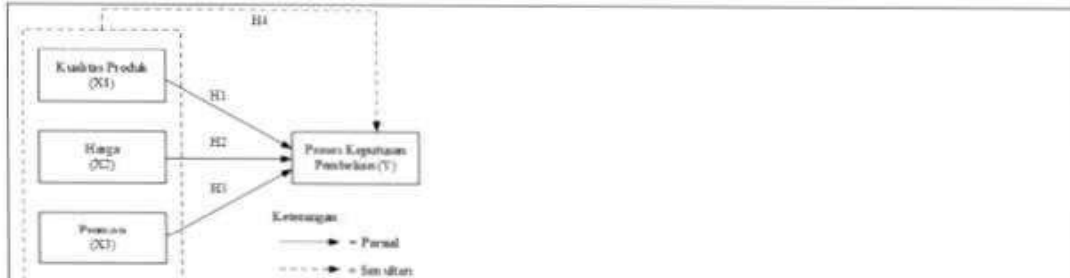 H4
Kualitas Produk
(X1)
H1
Harga
(X2)
H2
Proses Keputusan
Pembelian (Y)
H3
Promosi
(X3)
Keterangan
= Parsial
= Simultan